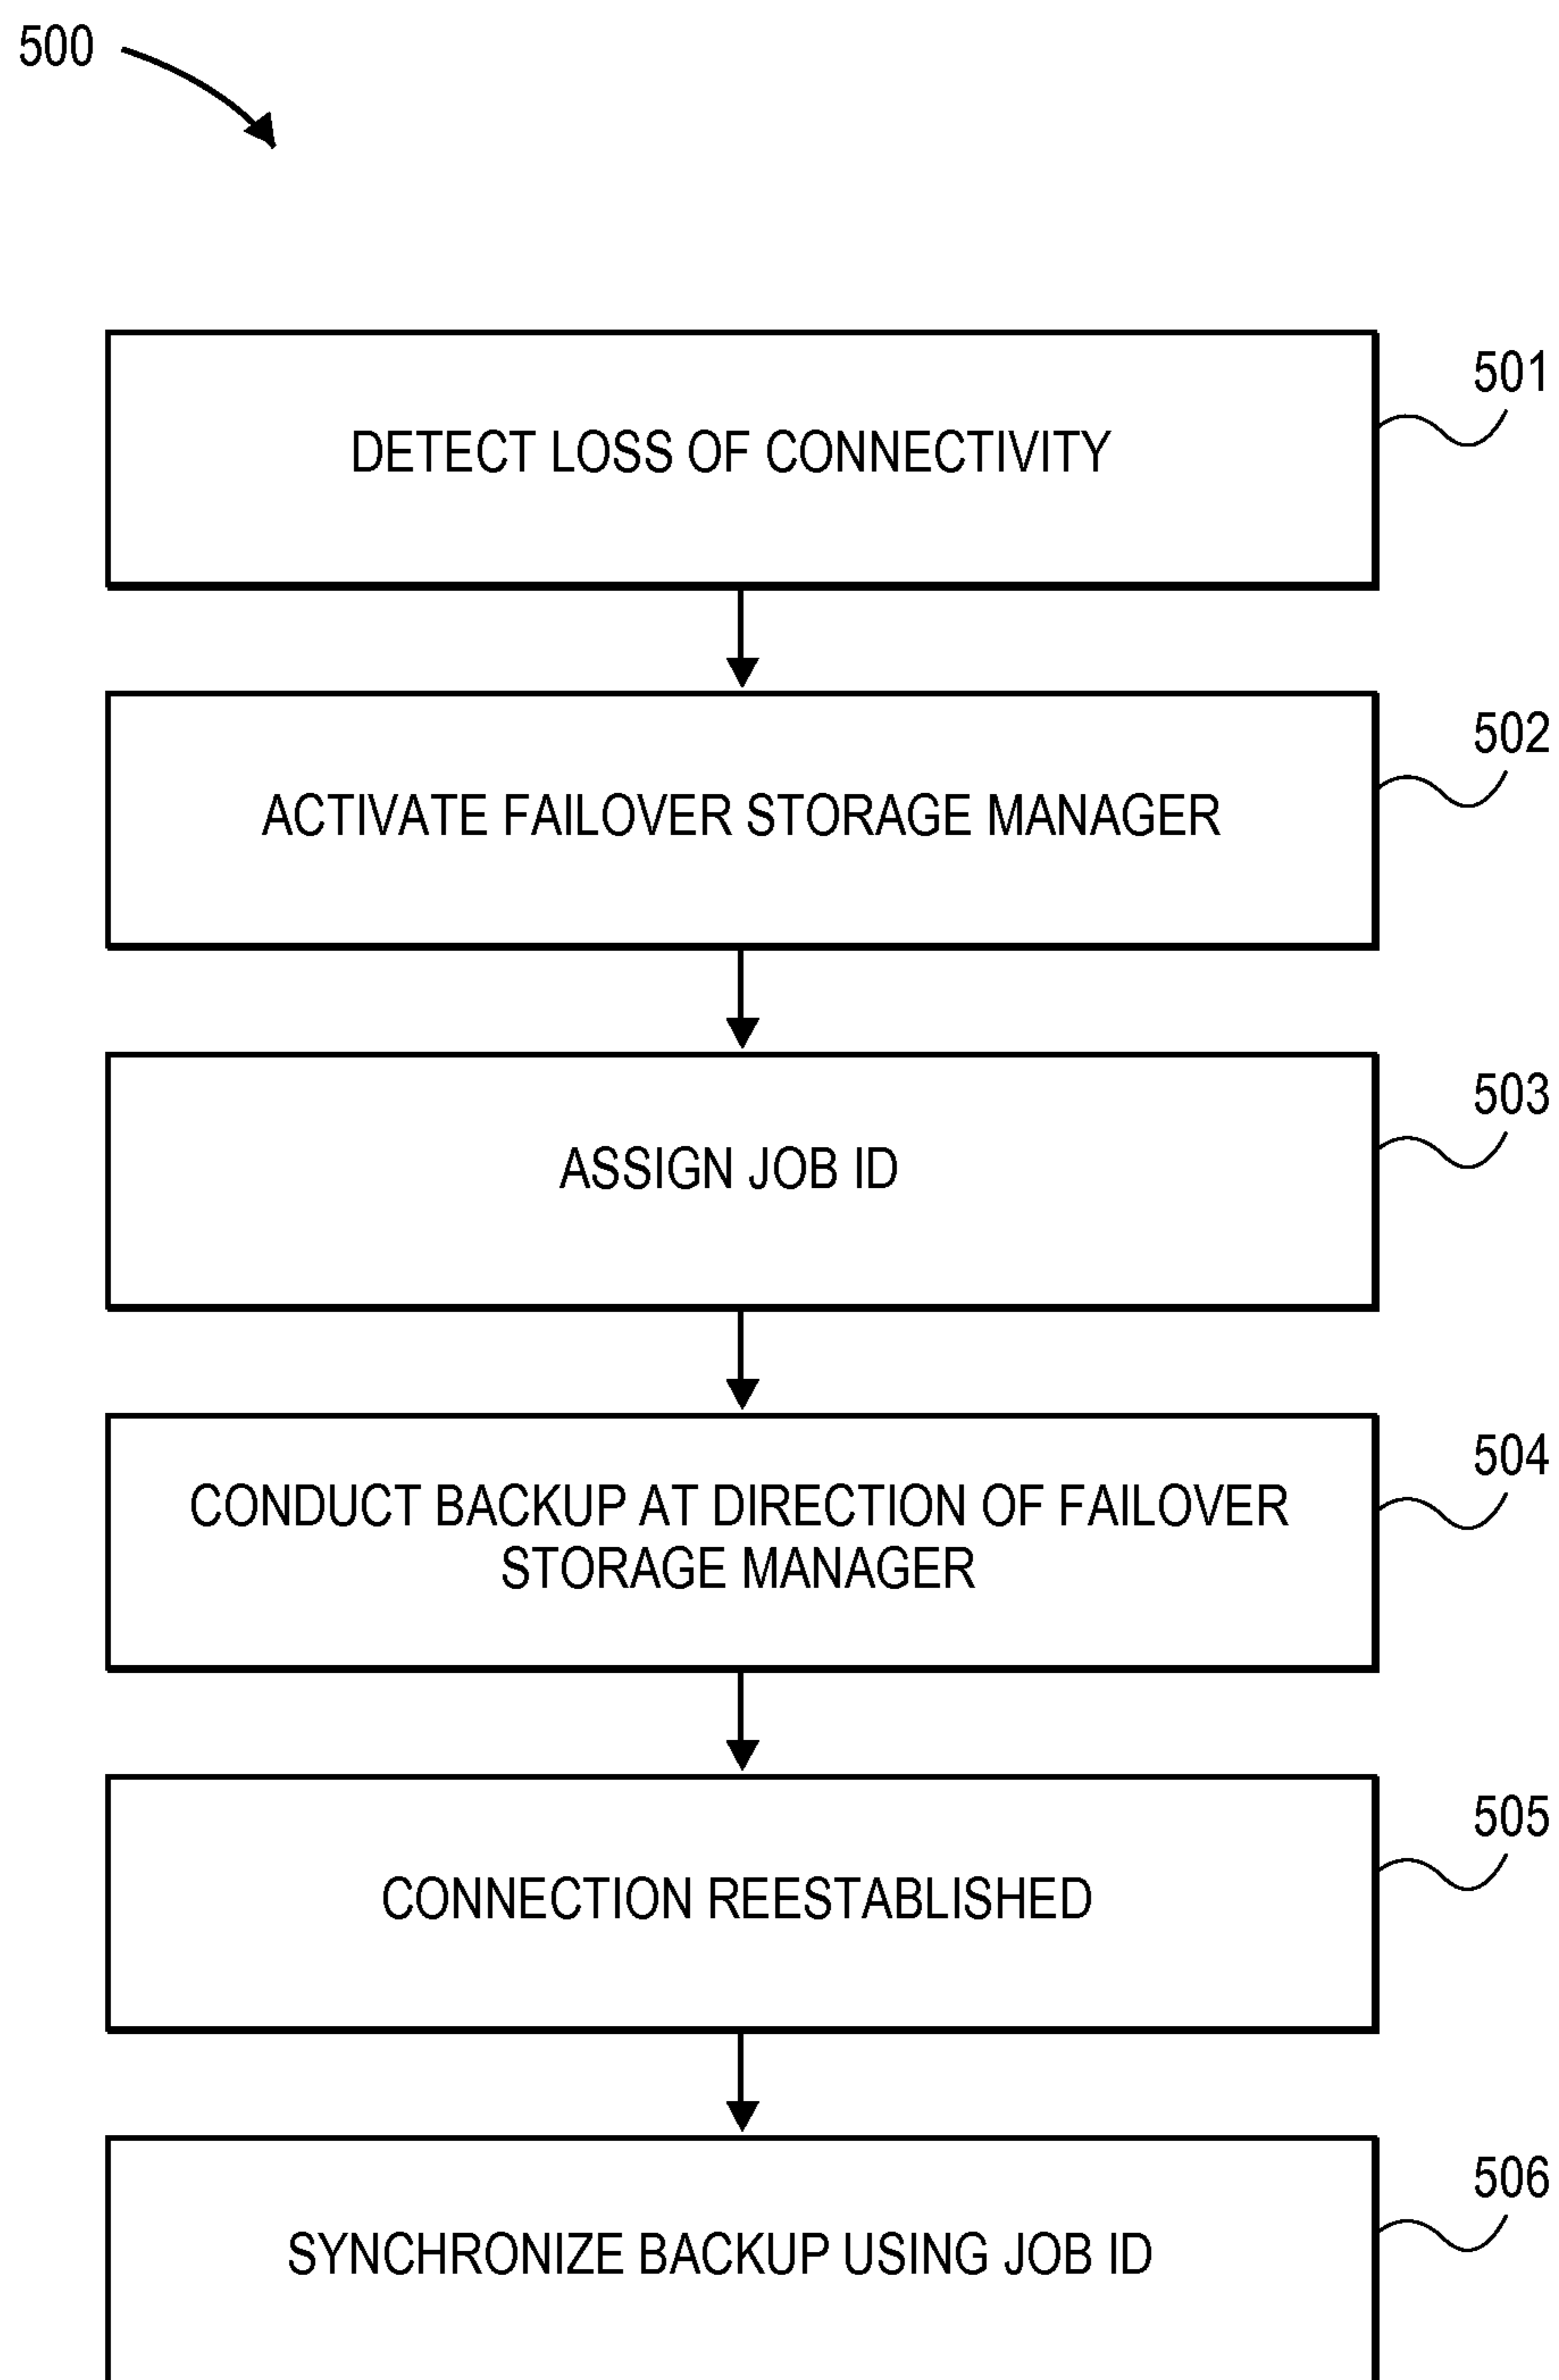 500
501
DETECT LOSS OF CONNECTIVITY
502
ACTIVATE FAILOVER STORAGE MANAGER
503
ASSIGN JOB ID
504
CONDUCT BACKUP AT DIRECTION OF FAILOVER
STORAGE MANAGER
505
CONNECTION REESTABLISHED
506
SYNCHRONIZE BACKUP USING JOB ID